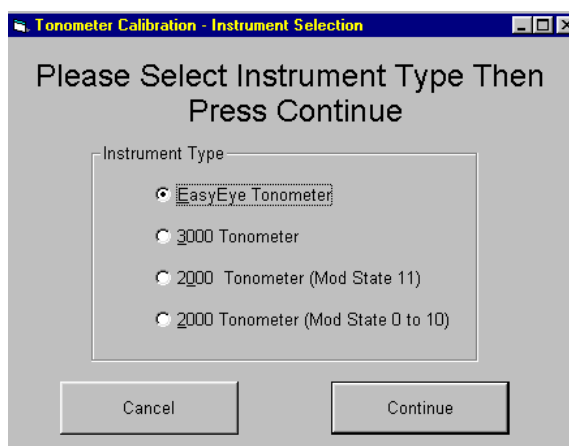 Tonometer Calibration - Instrument Selection
Please Select Instrument Type Then
Press Continue
Instrument Type
EasyEye Tonometer
3000 Tonometer
2000  Tonometer (Mod State 11)
2000 Tonometer (Mod State 0 to 10)
Cancel
Continue